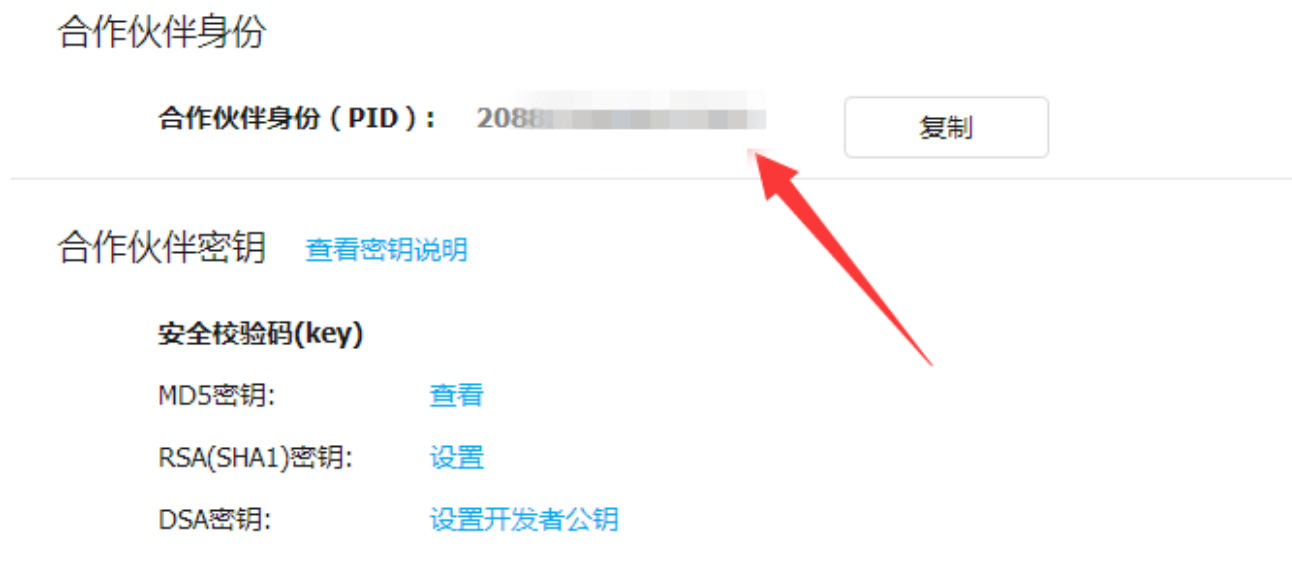 合作伙伴身份
合作伙伴身份（PID）： 2088 复制
合作伙伴密钥 查看密钥说明
安全校验码(key)
MD5密钥: 查看
RSA(SHA1)密钥: 设置
DSA密钥: 设置开发者公钥